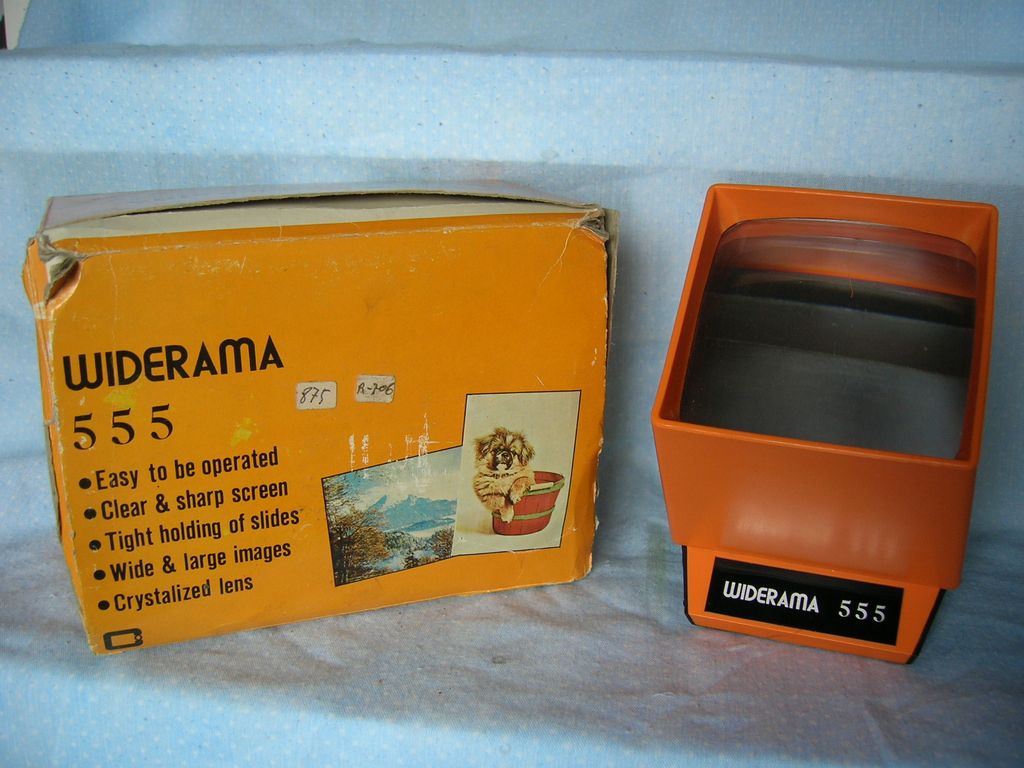 WIDERAMA
555
875
R-706
• Easy to be operated
• Clear & sharp screen
• Tight holding of slides
• Wide & large images
• Crystalized lens
WIDERAMA 555